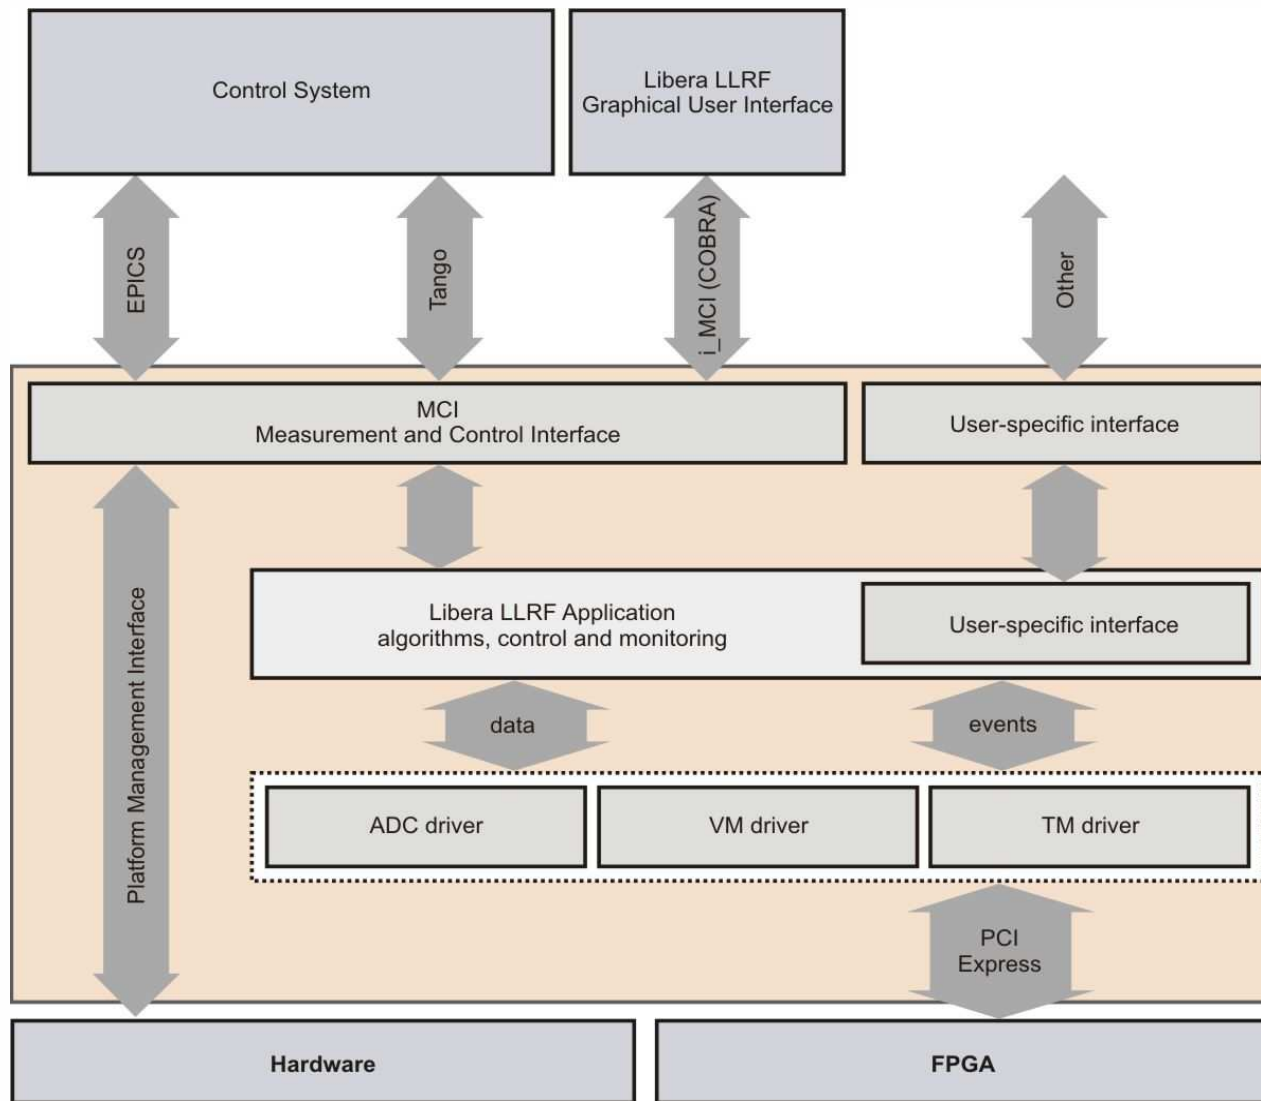 Control System
Libera LLRF
Graphical User Interface
EPICS
Tango
i_MCI (COBRA)
Other
MCI
Measurement and Control Interface
User-specific interface
Platform Management Interface
Libera LLRF Application
algorithms, control and monitoring
User-specific interface
data
events
ADC driver
VM driver
TM driver
PCI
Express
Hardware
FPGA